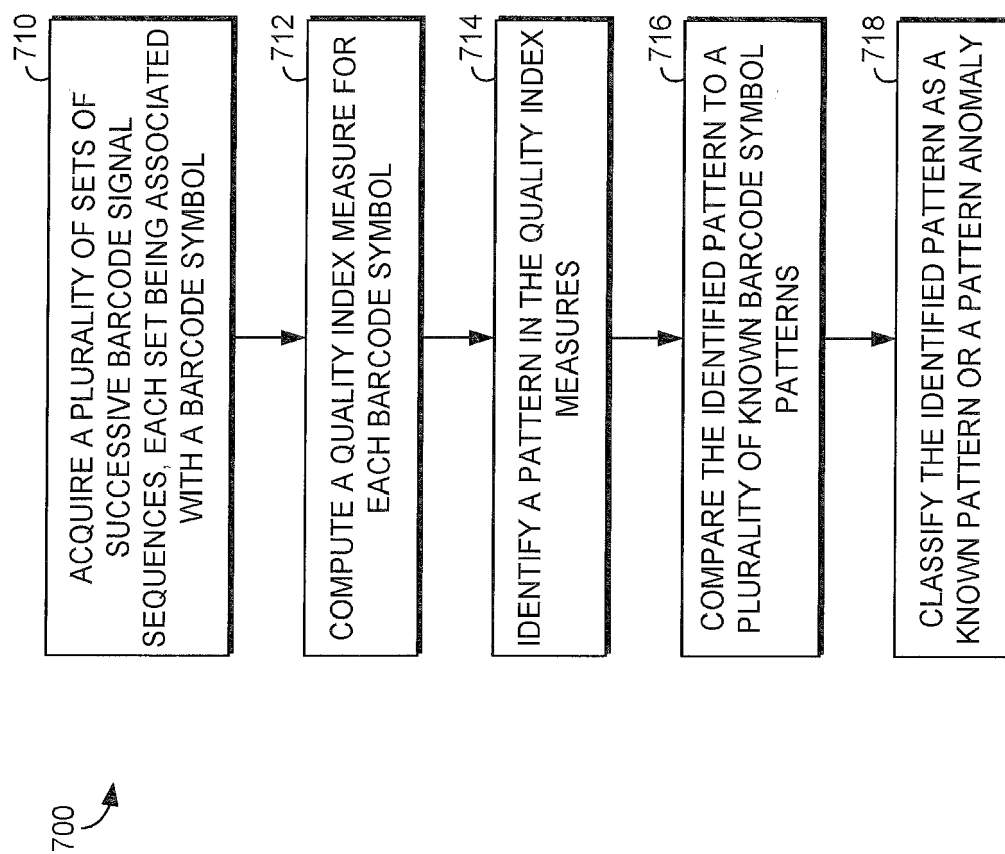 700
710
ACQUIRE A PLURALITY OF SETS OF
SUCCESSIVE BARCODE SIGNAL
SEQUENCES, EACH SET BEING ASSOCIATED
WITH A BARCODE SYMBOL
712
COMPUTE A QUALITY INDEX MEASURE FOR
EACH BARCODE SYMBOL
714
IDENTIFY A PATTERN IN THE QUALITY INDEX
MEASURES
716
COMPARE THE IDENTIFIED PATTERN TO A
PLURALITY OF KNOWN BARCODE SYMBOL
PATTERNS
718
CLASSIFY THE IDENTIFIED PATTERN AS A
KNOWN PATTERN OR A PATTERN ANOMALY